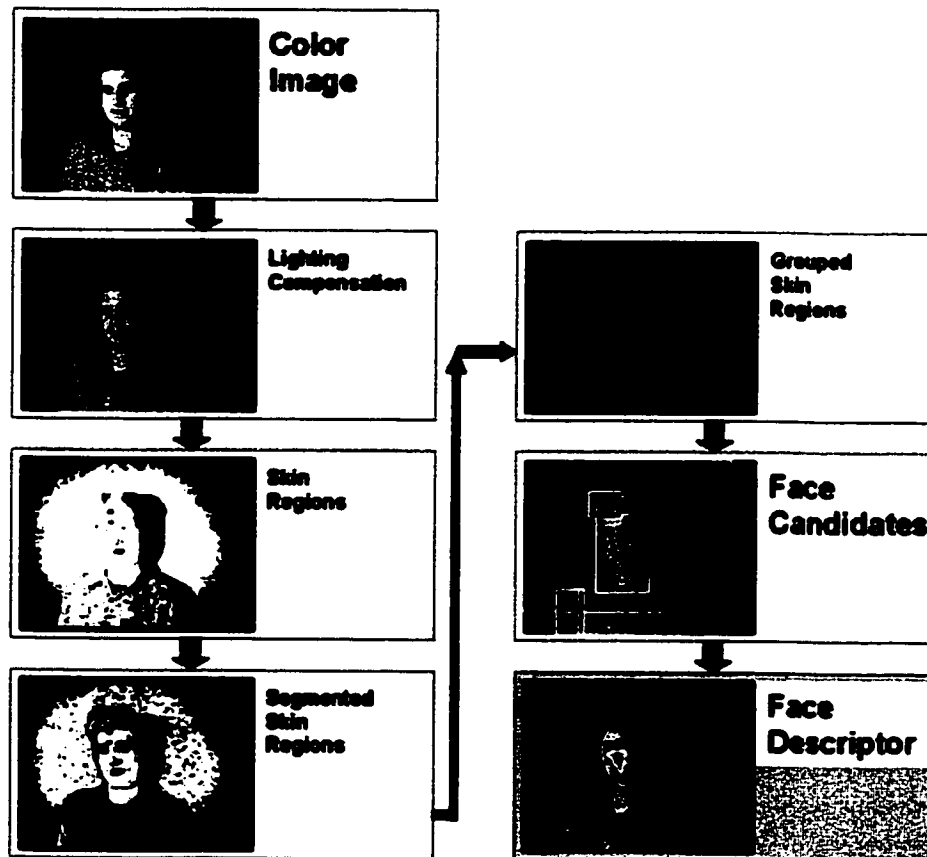 Color
Image
Lighting
Compensation
Skin
Regions
Segmented
Skin
Regions
Grouped
Skin
Regions
Face
Candidates
Face
Descriptor